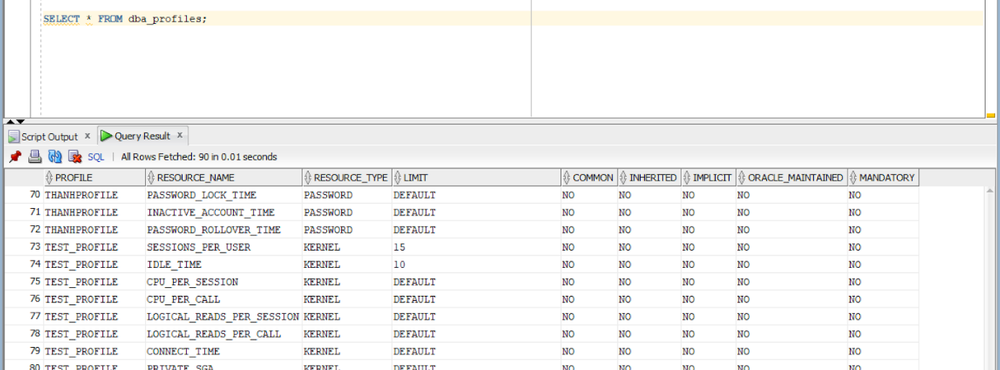 SELECT * FROM dba_profiles;
Script Output x Query Result x
SQL | All Rows Fetched: 90 in 0.01 seconds
PROFILE RESOURCE_NAME RESOURCE_TYPE LIMIT COMMON INHERITED IMPLICIT ORACLE_MAINTAINED MANDATORY
70 THANHPROFILE PASSWORD_LOCK_TIME PASSWORD DEFAULT NO NO NO NO NO
71 THANHPROFILE INACTIVE_ACCOUNT_TIME PASSWORD DEFAULT NO NO NO NO NO
72 THANHPROFILE PASSWORD_ROLLOVER_TIME PASSWORD DEFAULT NO NO NO NO NO
73 TEST_PROFILE SESSIONS_PER_USER KERNEL 15 NO NO NO NO NO
74 TEST_PROFILE IDLE_TIME KERNEL 10 NO NO NO NO NO
75 TEST_PROFILE CPU_PER_SESSION KERNEL DEFAULT NO NO NO NO NO
76 TEST_PROFILE CPU_PER_CALL KERNEL DEFAULT NO NO NO NO NO
77 TEST_PROFILE LOGICAL_READS_PER_SESSION KERNEL DEFAULT NO NO NO NO NO
78 TEST_PROFILE LOGICAL_READS_PER_CALL KERNEL DEFAULT NO NO NO NO NO
79 TEST_PROFILE CONNECT_TIME KERNEL DEFAULT NO NO NO NO NO
80 TEST_PROFILE PRIVATE_SGA KERNEL DEFAULT NO NO NO NO NO